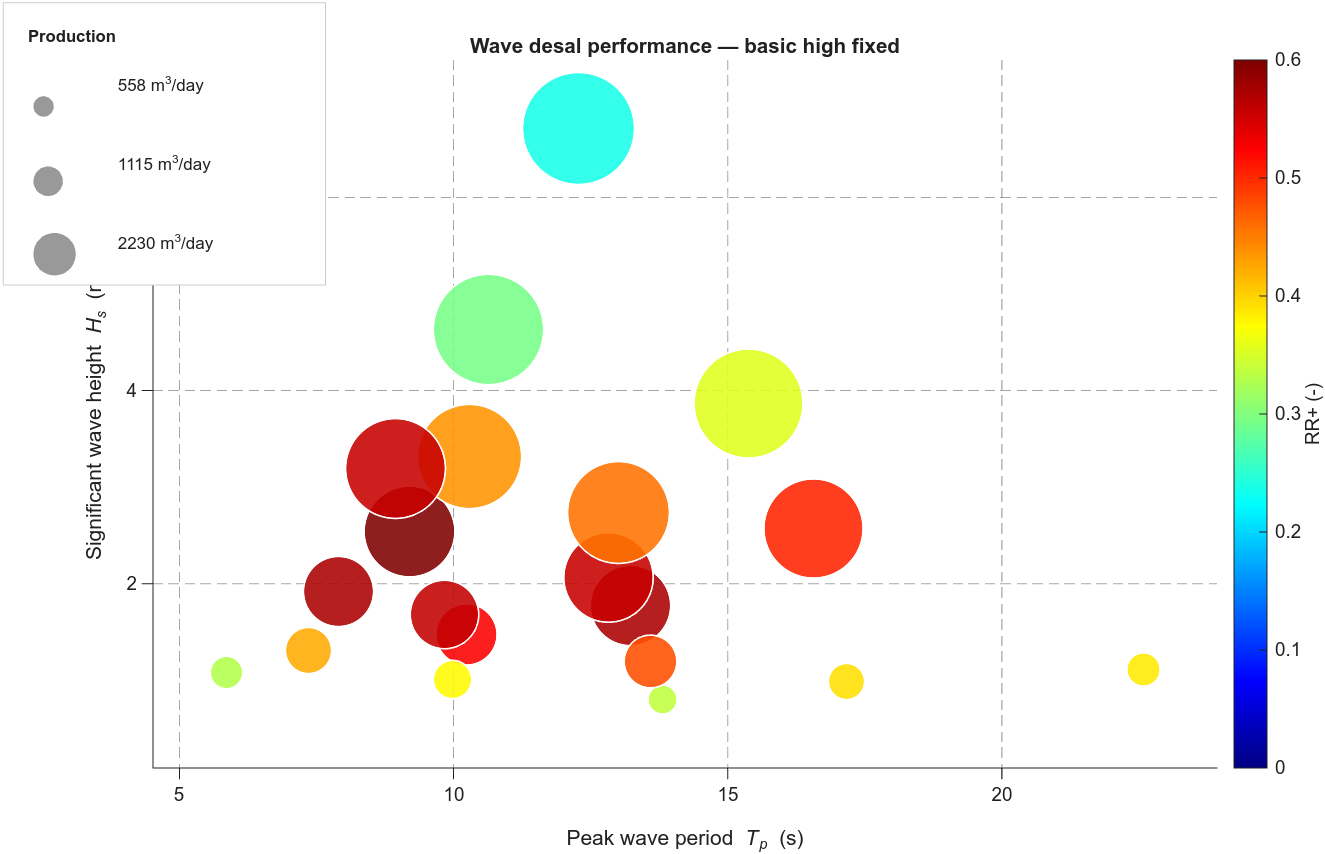 Production
558 m³/day
1115 m³/day
2230 m³/day
Wave desal performance — basic high fixed
Significant wave height Hₛ
4
2
5
10
15
20
Peak wave period Tₚ (s)
0.6
0.5
0.4
0.3
0.2
0.1
0
RR+ (-)